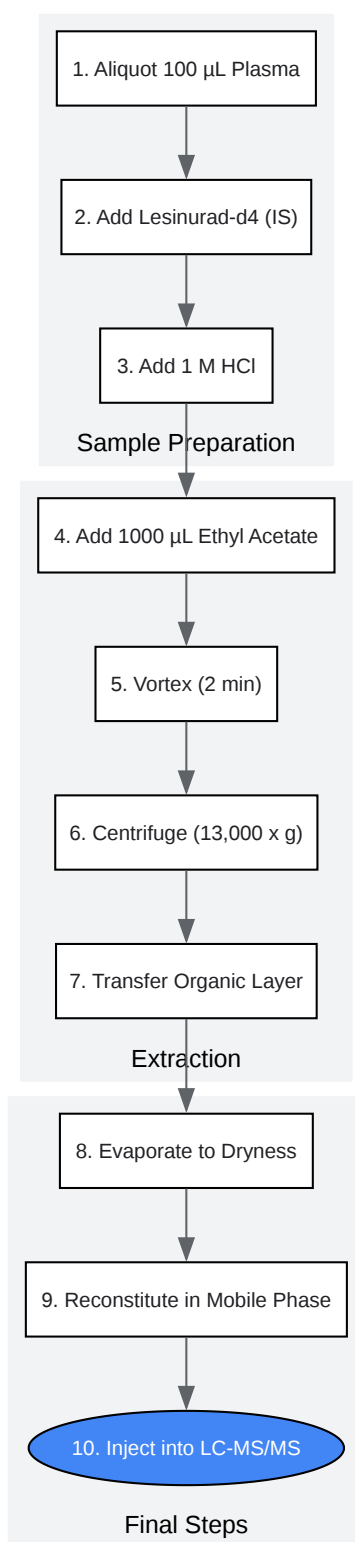 1. Aliquot 100 µL Plasma
2. Add Lesinurad-d4 (IS)
3. Add 1 M HCl
Sample Preparation
4. Add 1000 µL Ethyl Acetate
5. Vortex (2 min)
6. Centrifuge (13,000 x g)
7. Transfer Organic Layer
Extraction
8. Evaporate to Dryness
9. Reconstitute in Mobile Phase
10. Inject into LC-MS/MS
Final Steps